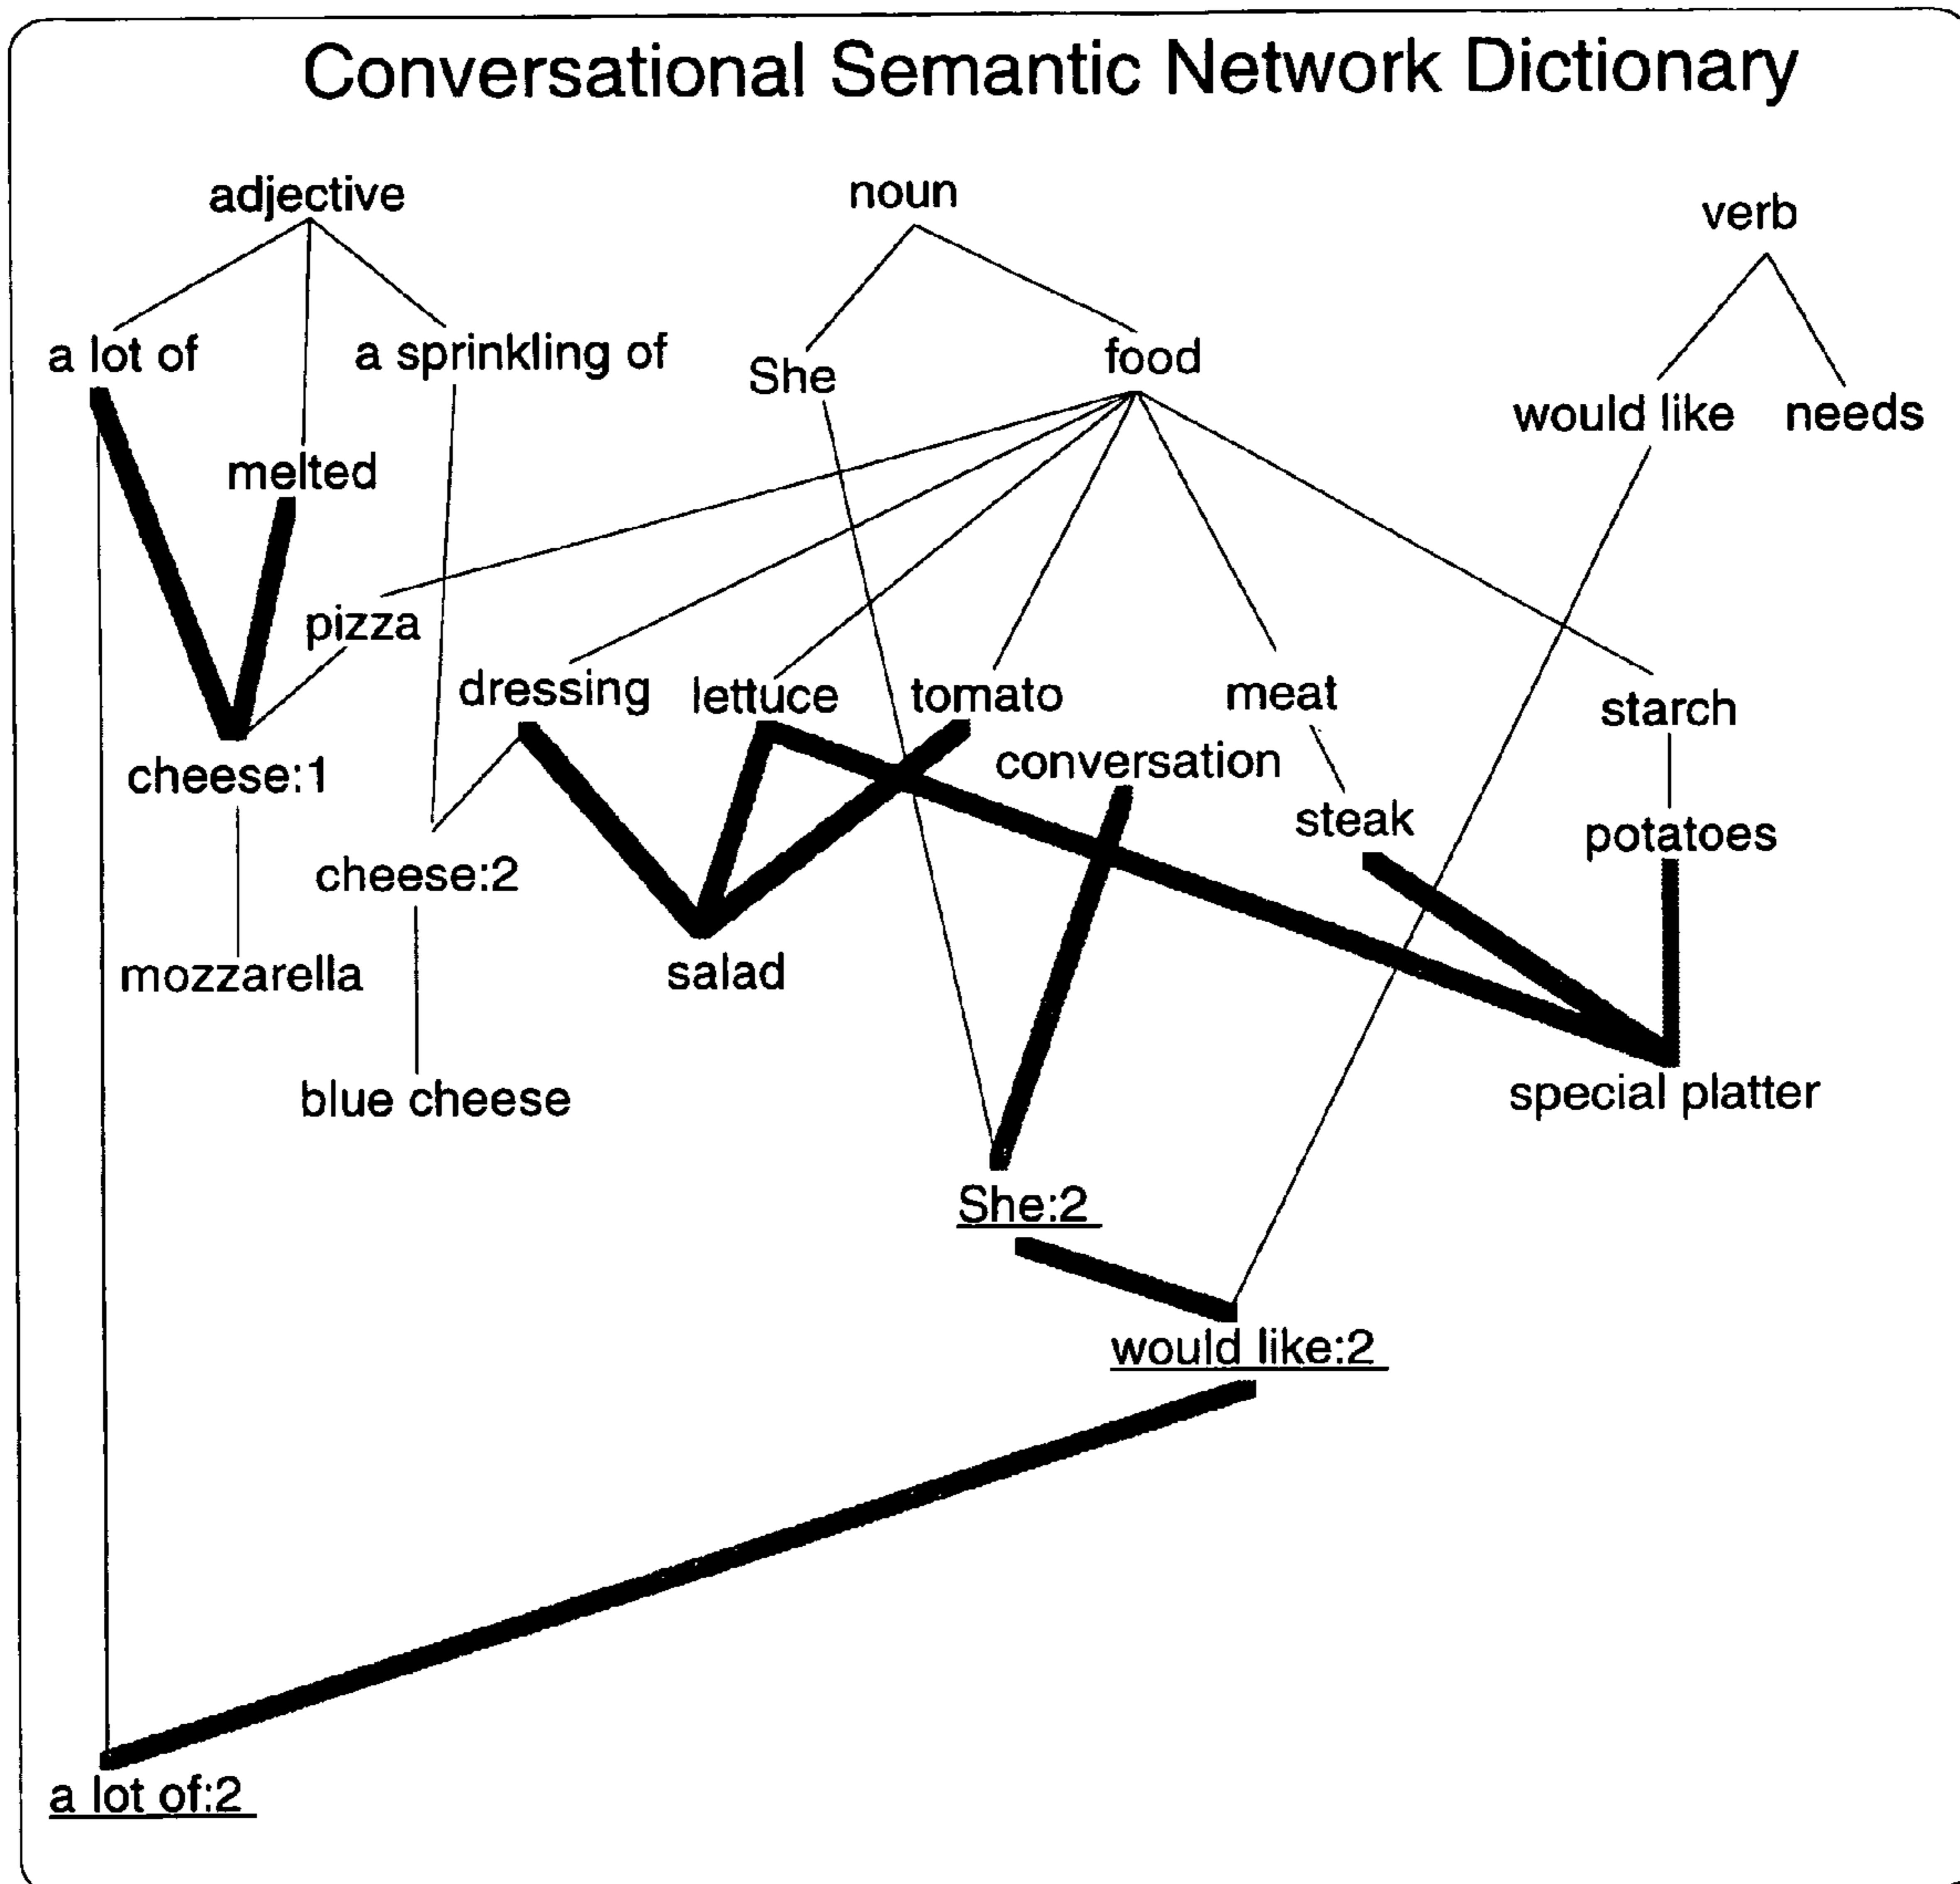 Conversational Semantic Network Dictionary
adjective
noun
verb
a lot of
a sprinkling of
She
food
would like
needs
melted
pizza
dressing
lettuce
tomato
meat
starch
conversation
cheese:1
steak
potatoes
cheese:2
mozzarella
salad
blue cheese
special platter
She:2
would like:2
a lot of:2